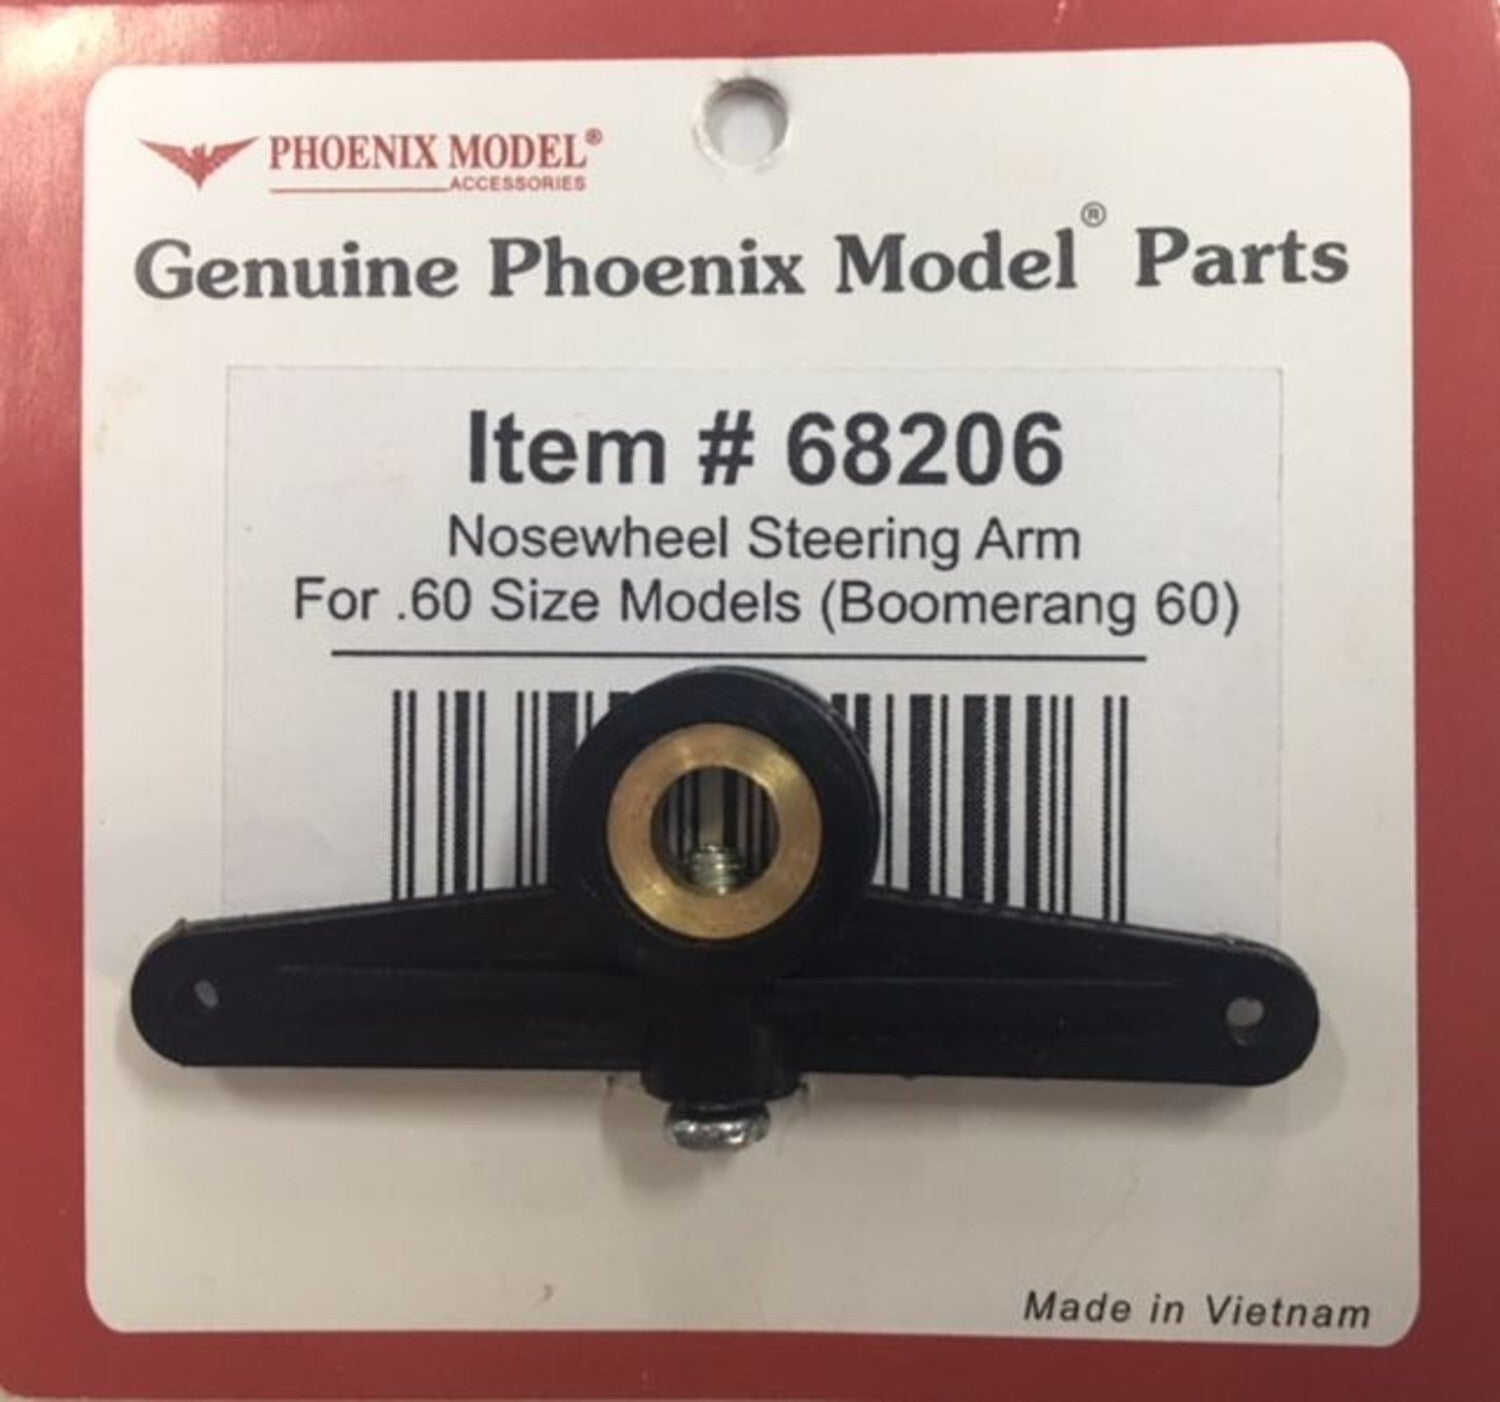 PHOENIX MODEL®
ACCESSORIES
Genuine Phoenix Model® Parts
Item # 68206
Nosewheel Steering Arm
For .60 Size Models (Boomerang 60)
Made in Vietnam